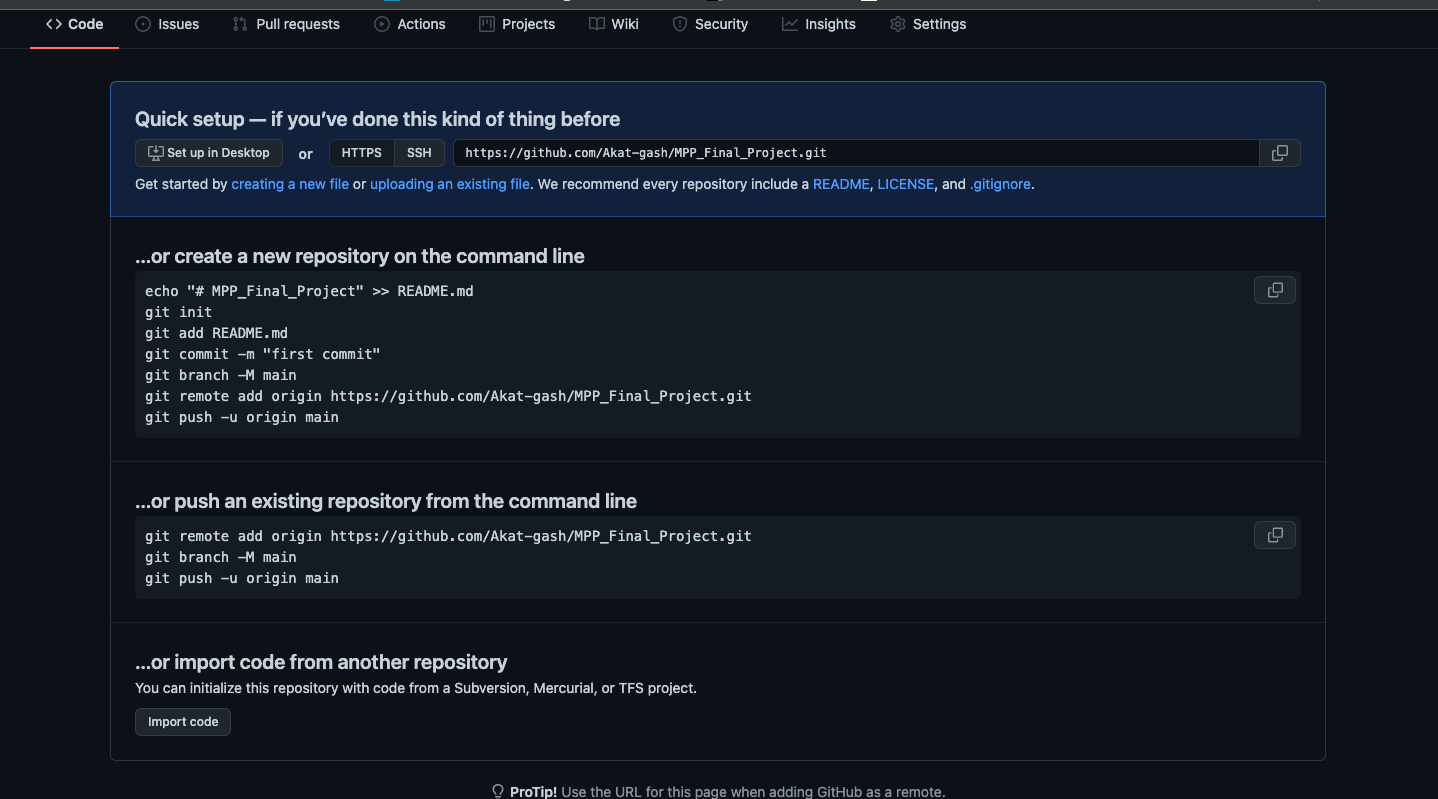 Code Issues Pull requests Actions Projects Wiki Security Insights Settings
Quick setup — if you’ve done this kind of thing before
Set up in Desktop or HTTPS SSH https://github.com/Akat-gash/MPP_Final_Project.git
Get started by creating a new file or uploading an existing file. We recommend every repository include a README, LICENSE, and .gitignore.
…or create a new repository on the command line
echo "# MPP_Final_Project" >> README.md
git init
git add README.md
git commit -m "first commit"
git branch -M main
git remote add origin https://github.com/Akat-gash/MPP_Final_Project.git
git push -u origin main
…or push an existing repository from the command line
git remote add origin https://github.com/Akat-gash/MPP_Final_Project.git
git branch -M main
git push -u origin main
…or import code from another repository
You can initialize this repository with code from a Subversion, Mercurial, or TFS project.
Import code
ProTip! Use the URL for this page when adding GitHub as a remote.